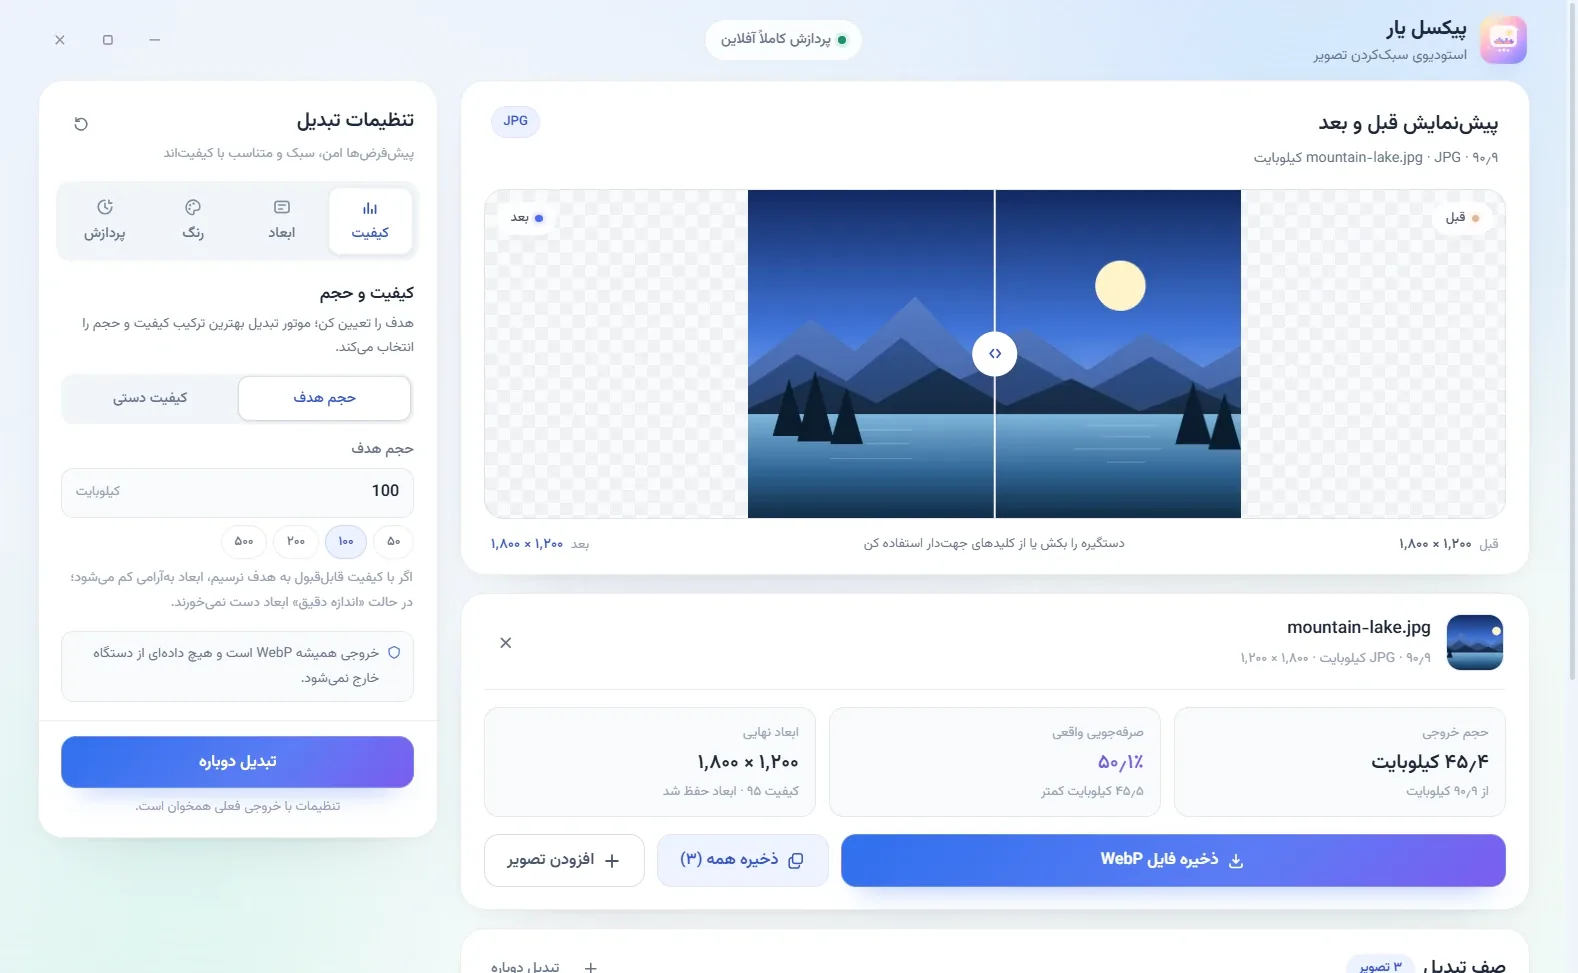 پیکسل یار
استودیوی سبک‌کردن تصویر
پردازش کاملاً آفلاین
پیش‌نمایش قبل و بعد
JPG
mountain-lake.jpg · JPG · ۹۰٫۹ کیلوبایت
قبل
بعد
قبل ۱,۲۰۰ × ۱,۸۰۰
دستگیره را بکش یا از کلیدهای جهت‌دار استفاده کن
بعد ۱,۲۰۰ × ۱,۸۰۰
mountain-lake.jpg
۹۰٫۹ · JPG کیلوبایت · ۱,۸۰۰ × ۱,۲۰۰
حجم خروجی
۴۵٫۴ کیلوبایت
از ۹۰٫۹ کیلوبایت
صرفه‌جویی واقعی
۵۰٫۱٪
۴۵٫۵ کیلوبایت کمتر
ابعاد نهایی
۱,۲۰۰ × ۱,۸۰۰
کیفیت ۹۵ · ابعاد حفظ شد
ذخیره فایل WebP
ذخیره همه (۳)
افزودن تصویر
صف تبدیل
۳ تصویر
تبدیل دوباره
تنظیمات تبدیل
پیش‌فرض‌ها امن، سبک و متناسب با کیفیت‌اند
کیفیت
ابعاد
رنگ
پردازش
کیفیت و حجم
هدف را تعیین کن؛ موتور تبدیل بهترین ترکیب کیفیت و حجم را
انتخاب می‌کند.
حجم هدف
کیفیت دستی
حجم هدف
100
کیلوبایت
۵۰
۱۰۰
۲۰۰
۵۰۰
اگر با کیفیت قابل‌قبول به هدف نرسیم، ابعاد به‌آرامی کم می‌شود؛
در حالت «اندازه دقیق» ابعاد دست نمی‌خورند.
خروجی همیشه WebP است و هیچ داده‌ای از دستگاه
خارج نمی‌شود.
تبدیل دوباره
تنظیمات با خروجی فعلی همخوان است.